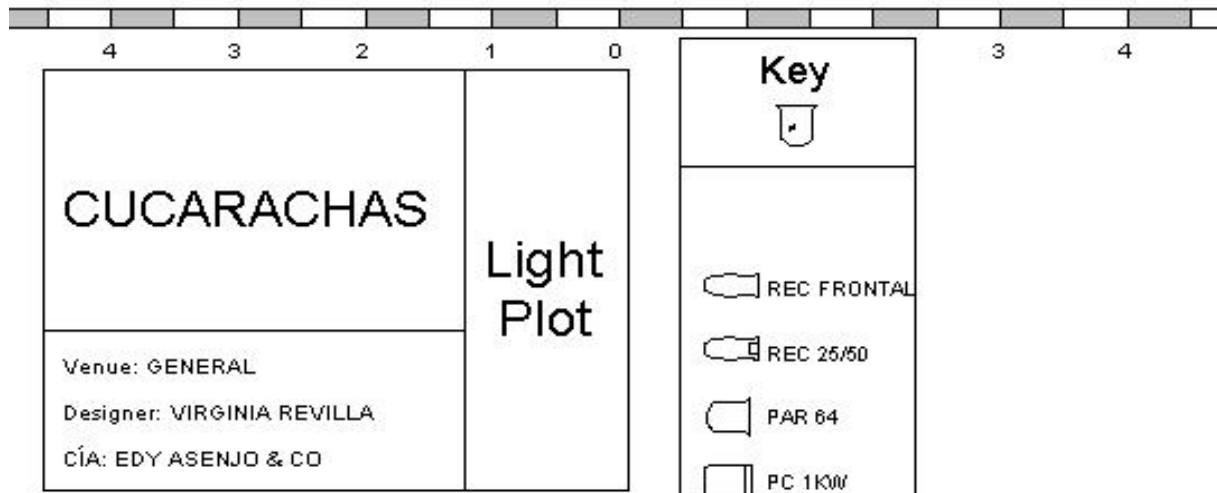 4 3 2 1 0 3 4
CUCARACHAS
Light
Plot
Venue: GENERAL
Designer: VIRGINIA REVILLA
CÍA: EDY ASENJO & CO
Key
REC FRONTAL
REC 25/50
PAR 64
PC 1KW